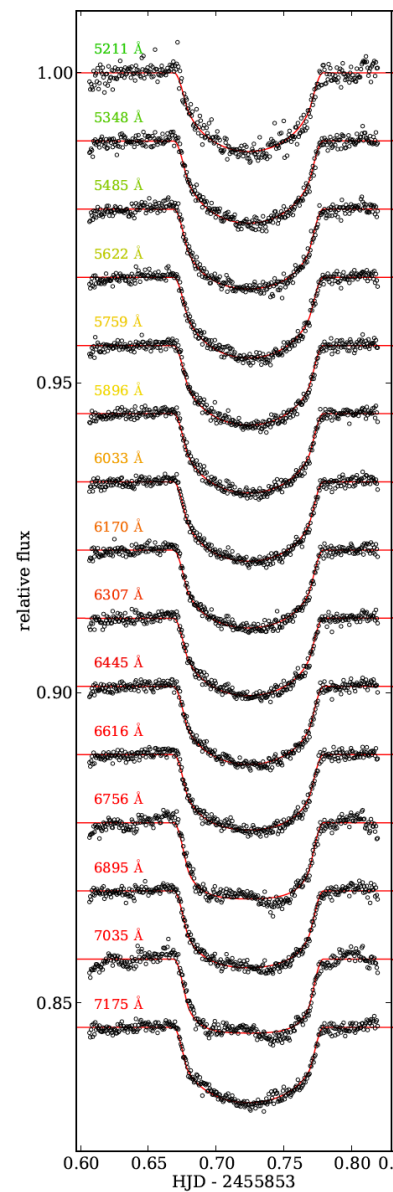 5211 Å
1.00
5348 Å
5485 Å
5622 Å
5759 Å
0.95
5896 Å
6033 Å
6170 Å
6307 Å
relative flux
6445 Å
0.90
6616 Å
6756 Å
6895 Å
7035 Å
0.85
7175 Å
0.60 0.65 0.70 0.75 0.80 0.
HJD - 2455853